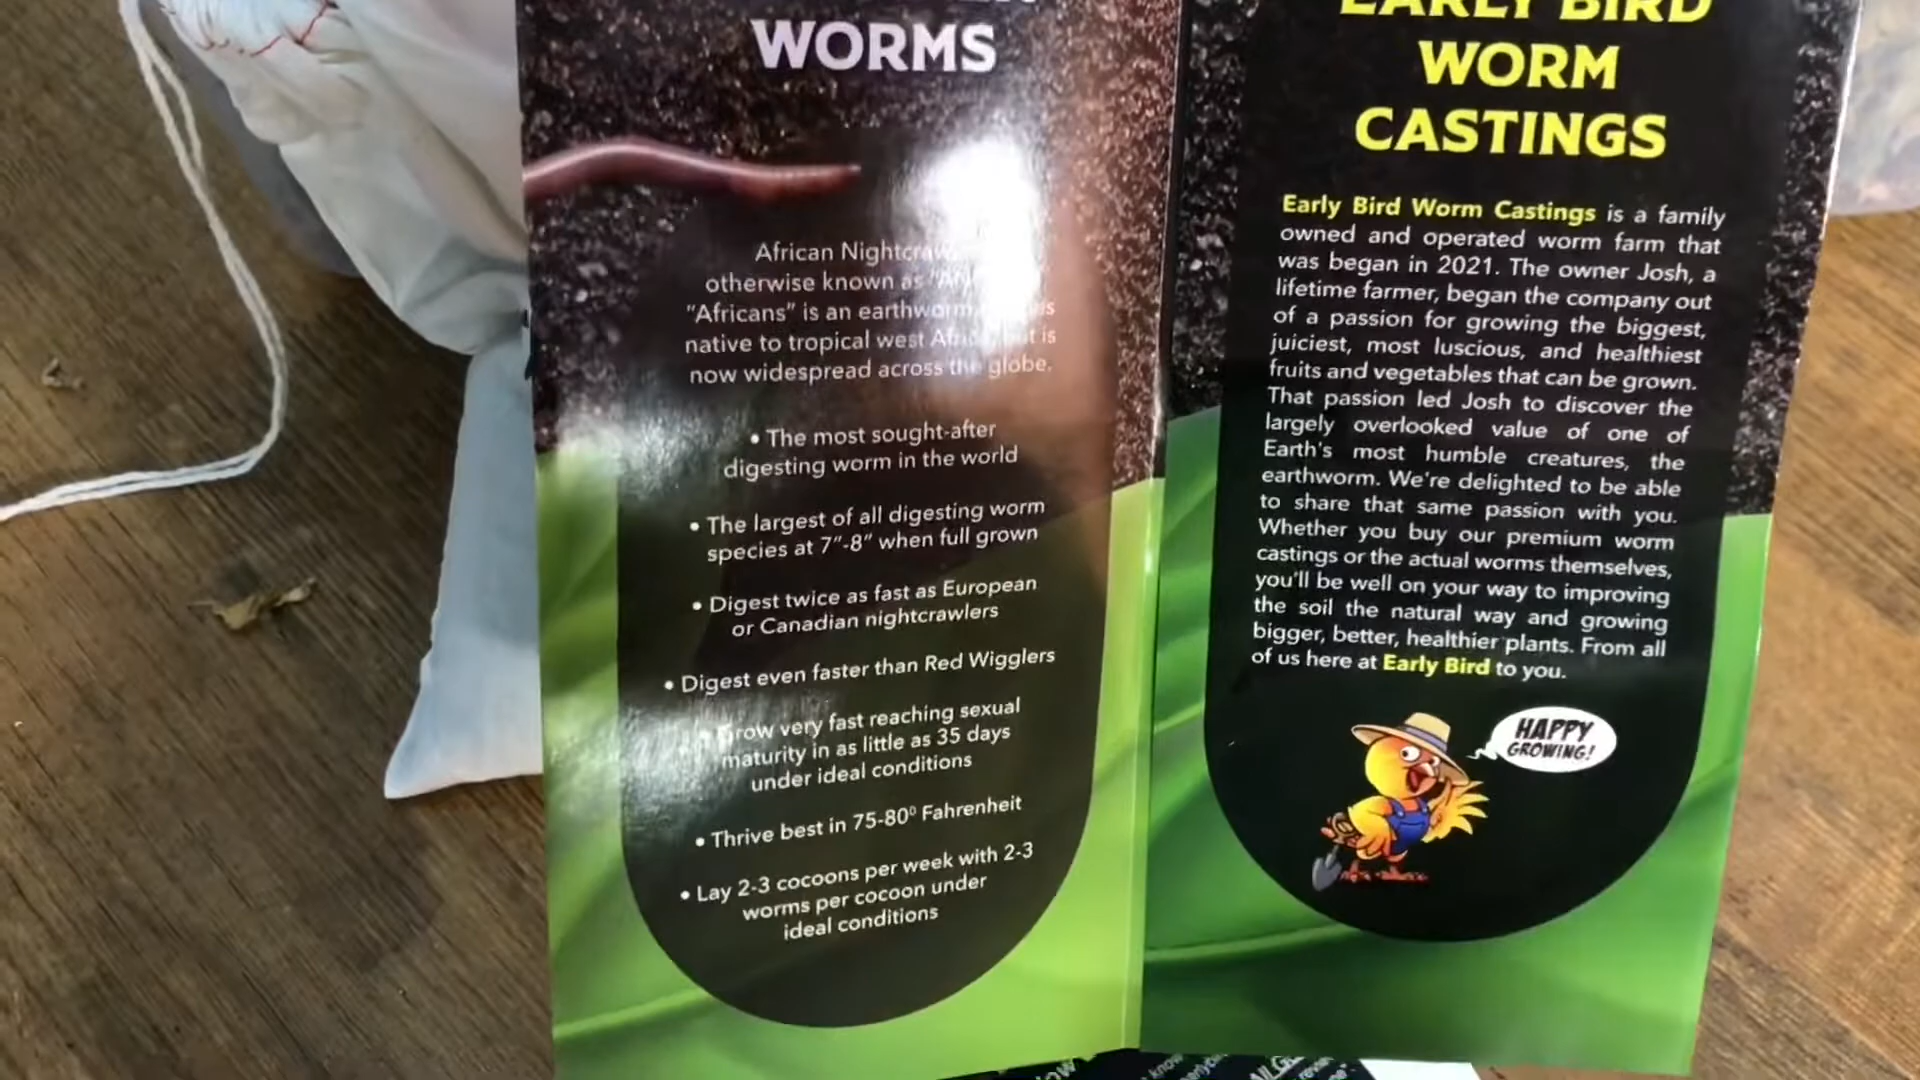 WORMS
African
otherwise known as
"Africans" is an earthworm
native to tropical west is
now widespread across the globe.
• The most sought-after
digesting worm in the world
• The largest of all digesting worm
species at 7"-8" when full grown
• Digest twice as fast as European
or Canadian nightcrawlers
• Digest even faster than Red Wigglers
Grow very fast reaching sexual
maturity in as little as 35 days
under ideal conditions
• Thrive best in 75-80⁰ Fahrenheit
• Lay 2-3 cocoons per week with 2-3
worms per cocoon under
ideal conditions
EARLY BIRD
WORM
CASTINGS
Early Bird Worm Castings is a family
owned and operated worm farm that
was began in 2021. The owner Josh, a
lifetime farmer, began the company out
of a passion for growing the biggest,
juiciest, most luscious, and healthiest
fruits and vegetables that can be grown.
That passion led Josh to discover the
largely overlooked value of one of
Earth's most humble creatures, the
earthworm. We're delighted to be able
to share that same passion with you.
Whether you buy our premium worm
castings or the actual worms themselves,
you'll be well on your way to improving
the soil the natural way and growing
bigger, better, healthier plants. From all
of us here at Early Bird to you.
HAPPY
GROWING!